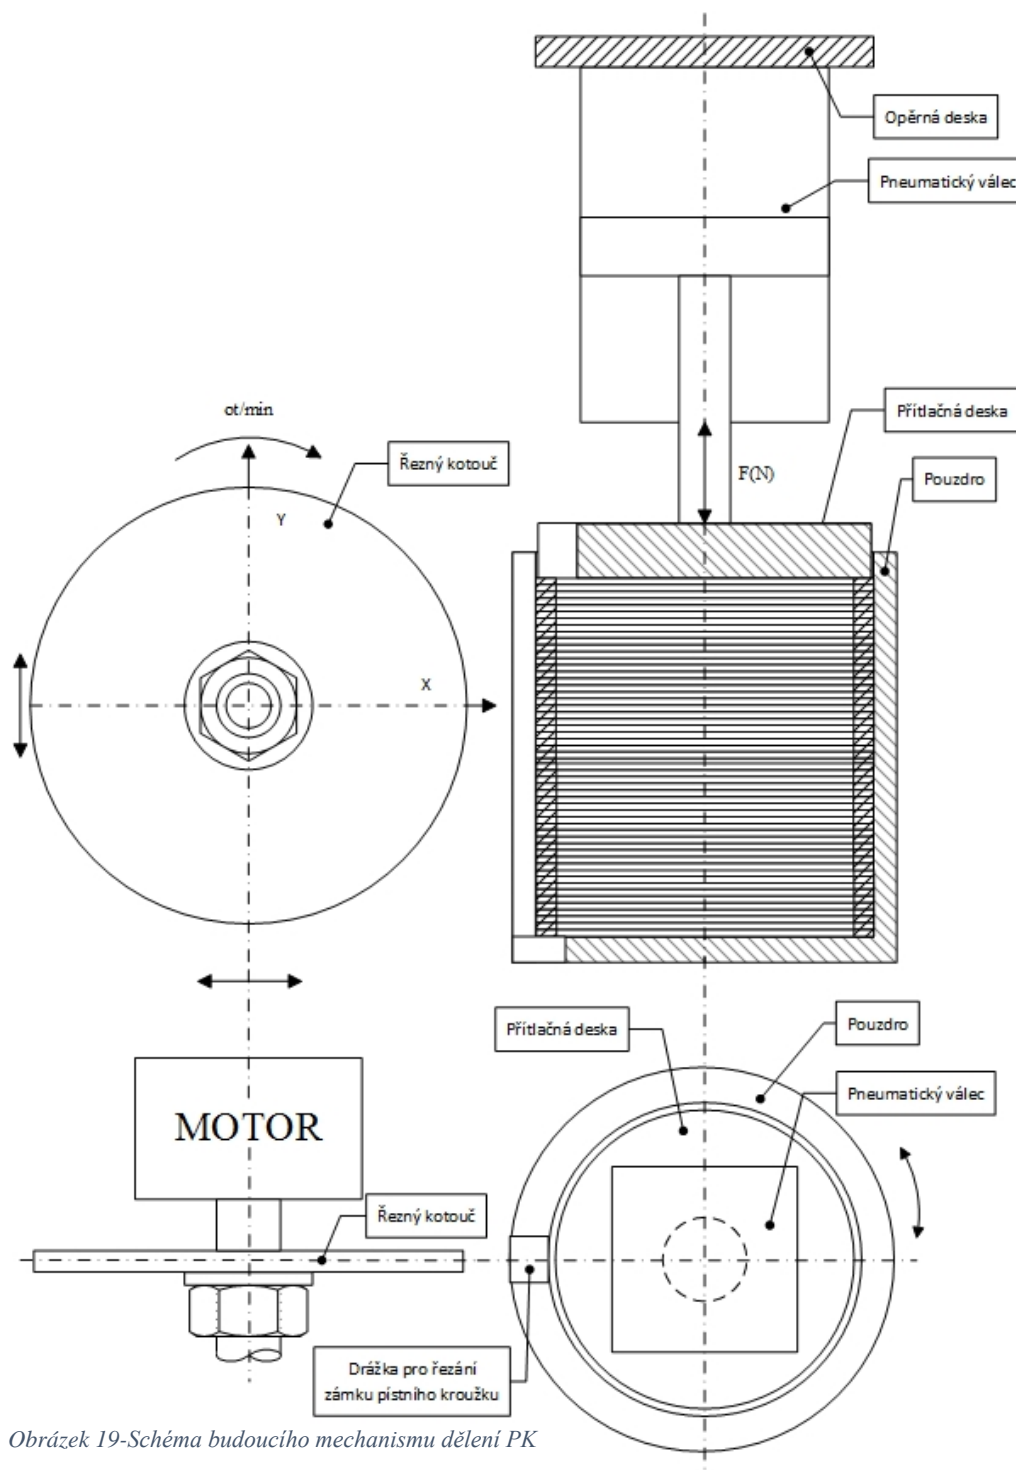 Opěrná deska
Pneumatický válec
ot/min
Přítlačná deska
Řezný kotouč
F(N)
Pouzdro
Y
X
Přítlačná deska
Pouzdro
Pneumatický válec
MOTOR
Řezný kotouč
Drážka pro řezání
zámku pístního kroužku
Obrázek 19-Schéma budoucího mechanismu dělení PK